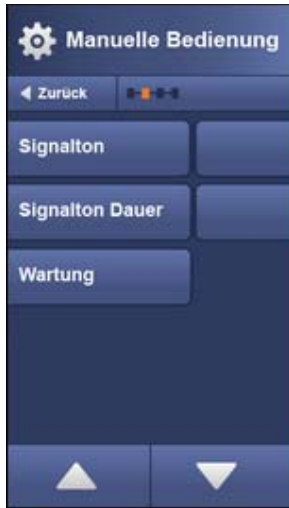 Manuelle Bedienung
Zurück
Signalton
Signalton Dauer
Wartung